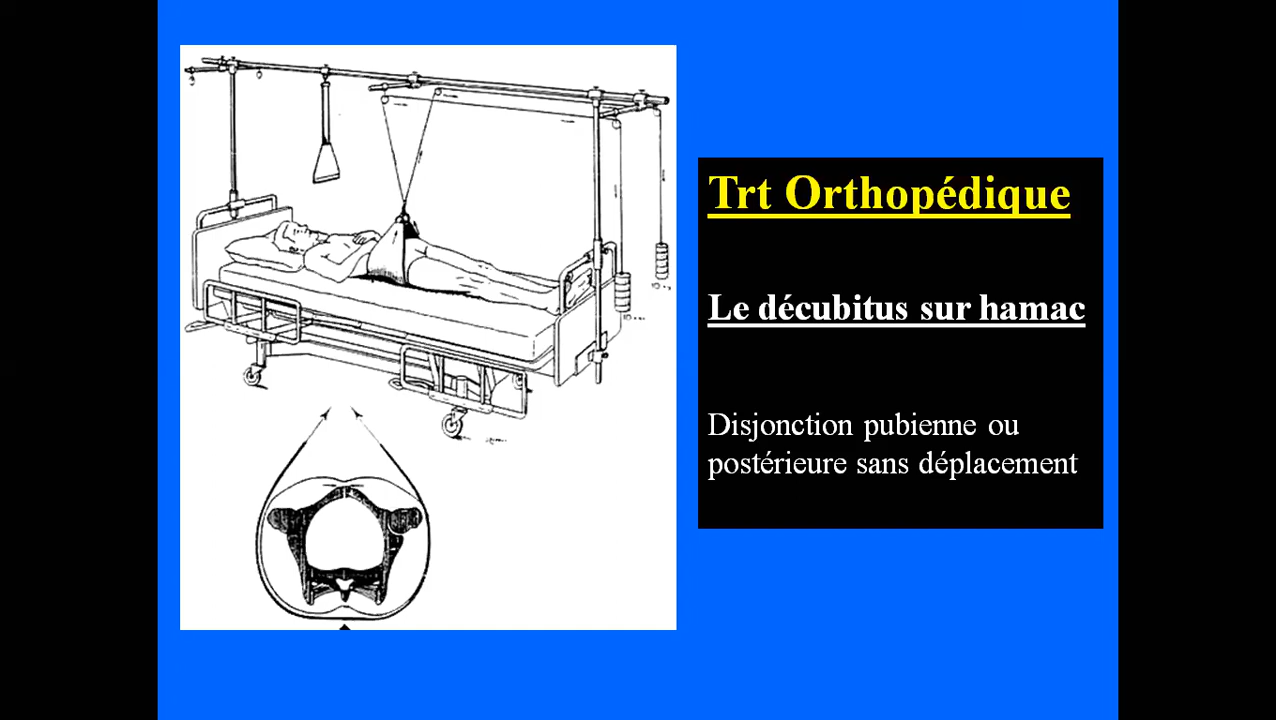 Trt Orthopédique
Le décubitus sur hamac
Disjonction pubienne ou
postérieure sans déplacement